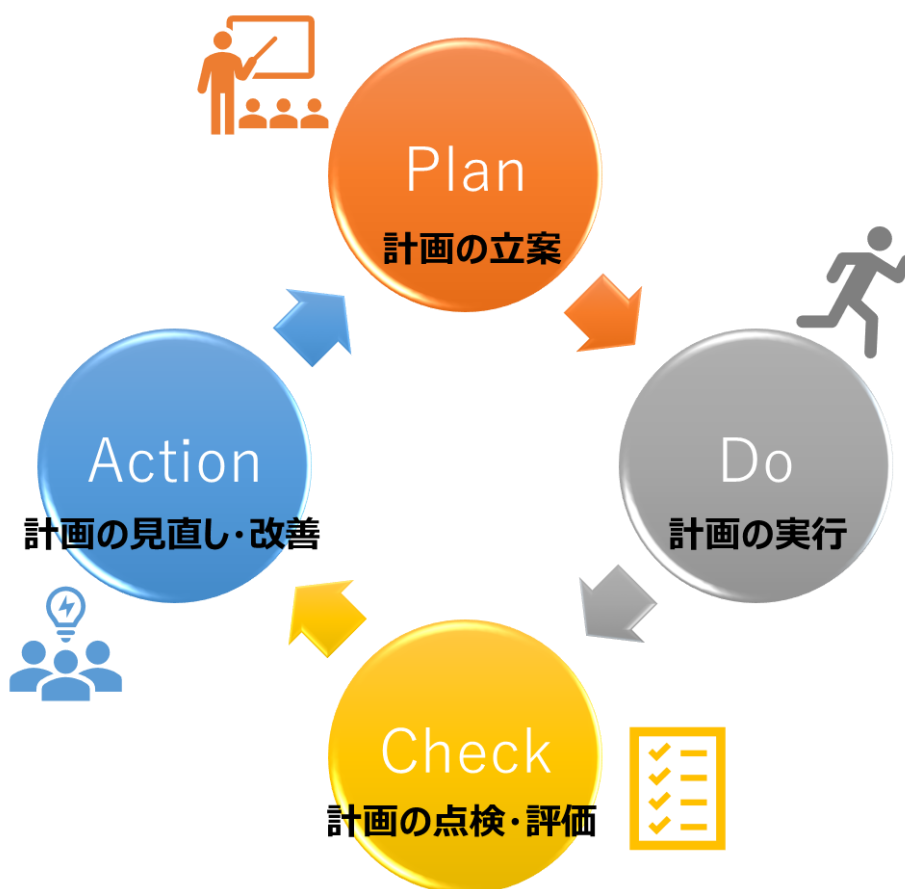 Plan
計画の立案
Do
計画の実行
Check
計画の点検・評価
Action
計画の見直し・改善